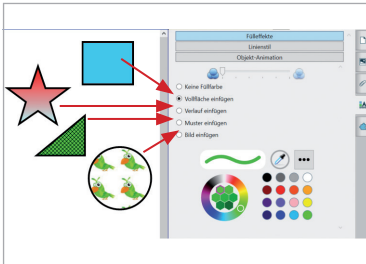 Fülleffekte
Linienstil
Objekt-Animation
Keine Füllfarbe
Vollfläche einfügen
Verlauf einfügen
Muster einfügen
Bild einfügen